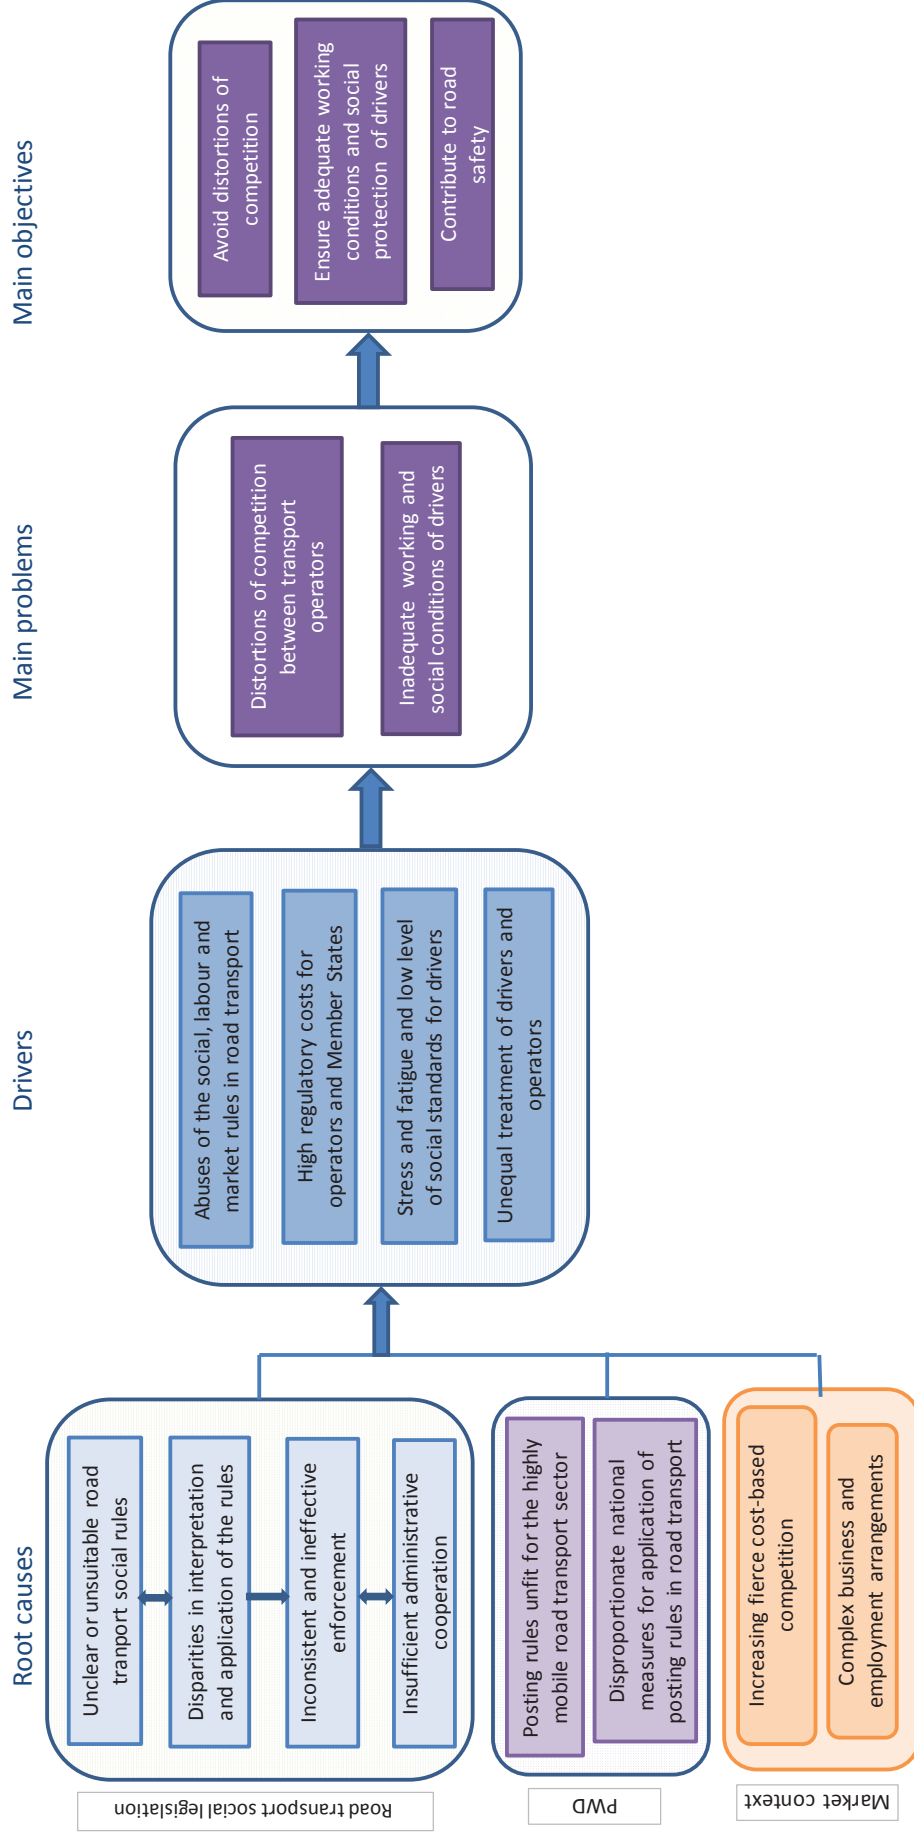 Root causes
Drivers
Main problems
Main objectives
Road transport social legislation
Unclear or unsuitable road
tranport social rules
Disparities in interpretation
and application of the rules
Inconsistent and ineffective
enforcement
Insufficient administrative
cooperation
PWD
Posting rules unfit for the highly
mobile road transport sector
Disproportionate national
measures for application of
posting rules in road transport
Market context
Increasing fierce cost-based
competition
Complex business and
employment arrangements
Abuses of the social, labour and
market rules in road transport
High regulatory costs for
operators and Member States
Stress and fatigue and low level
of social standards for drivers
Unequal treatment of drivers and
operators
Distortions of competition
between transport
operators
Inadequate working and
social conditions of drivers
Avoid distortions of
competition
Ensure adequate working
conditions and social
protection of drivers
Contribute to road
safety